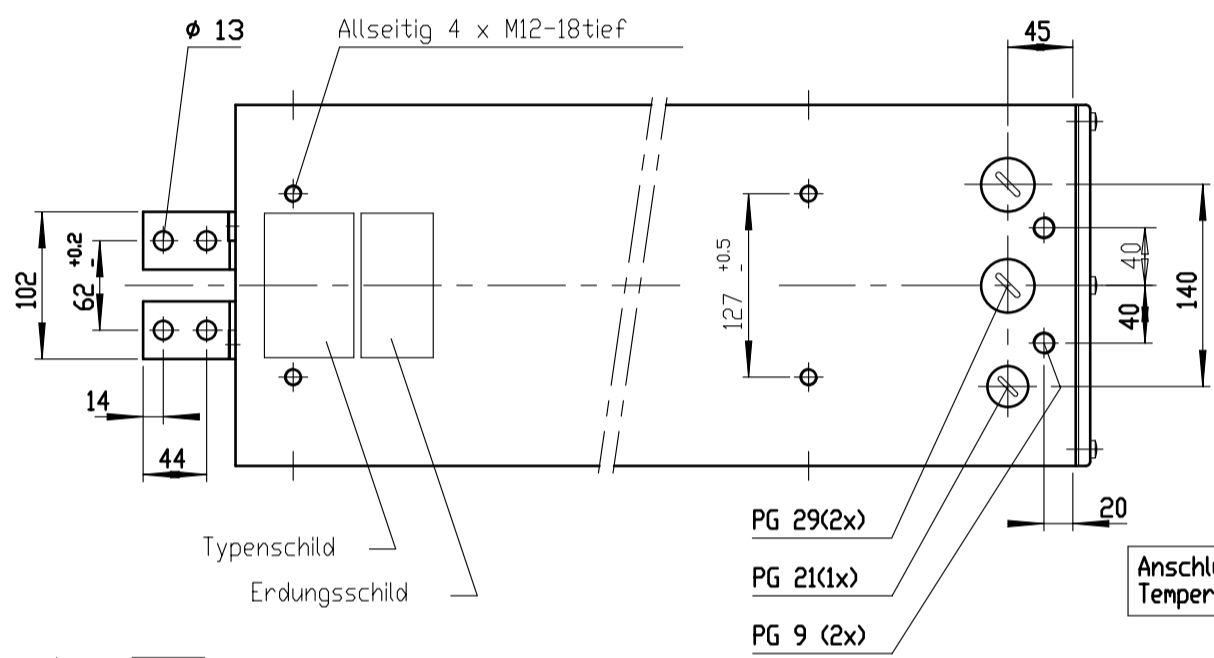 ø 13
Allseitig 4 x M12-18tief
45
102
62 +0.2 -
127 +0.5 -
40
40
140
14
44
20
Typenschild
Erdungsschild
PG 29(2x)
PG 21(1x)
PG 9 (2x)